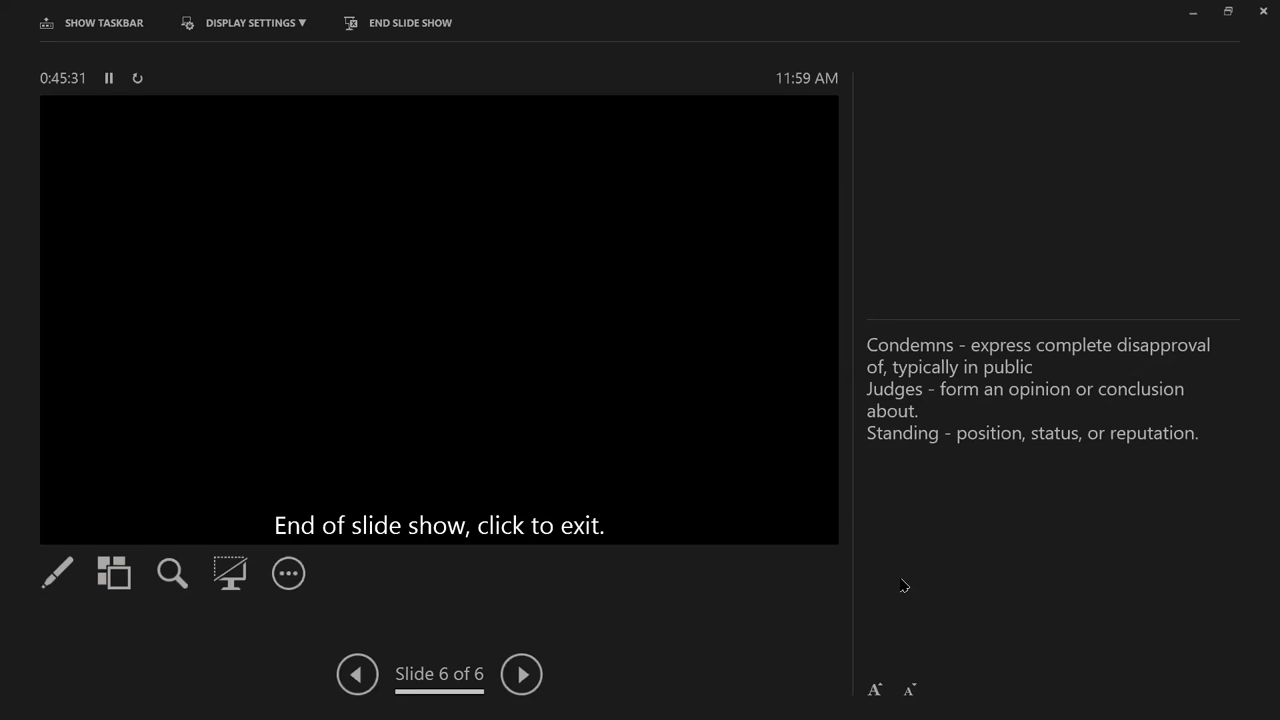 SHOW TASKBAR
DISPLAY SETTINGS ▼
END SLIDE SHOW
0:45:31
11:59 AM
End of slide show, click to exit.
Slide 6 of 6
Condemns - express complete disapproval
of, typically in public
Judges - form an opinion or conclusion
about.
Standing - position, status, or reputation.
A A